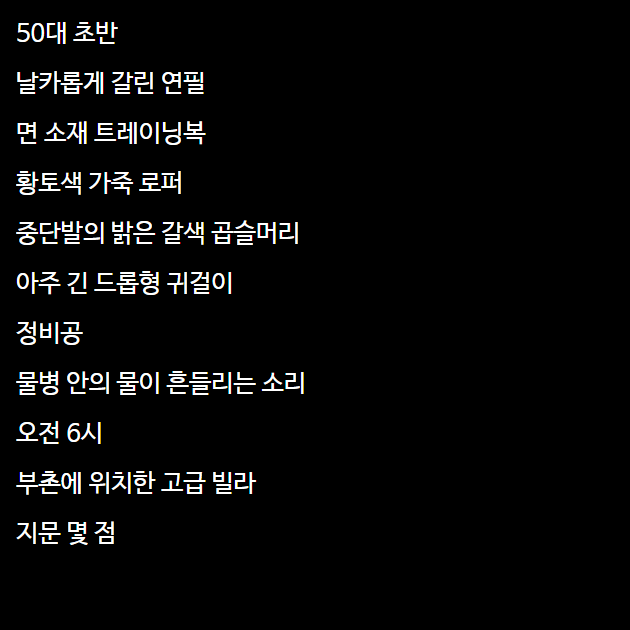 50대 초반
날카롭게 갈린 연필
면 소재 트레이닝복
황토색 가죽 로퍼
중단발의 밝은 갈색 곱슬머리
아주 긴 드롭형 귀걸이
정비공
물병 안의 물이 흔들리는 소리
오전 6시
부촌에 위치한 고급 빌라
지문 몇 점